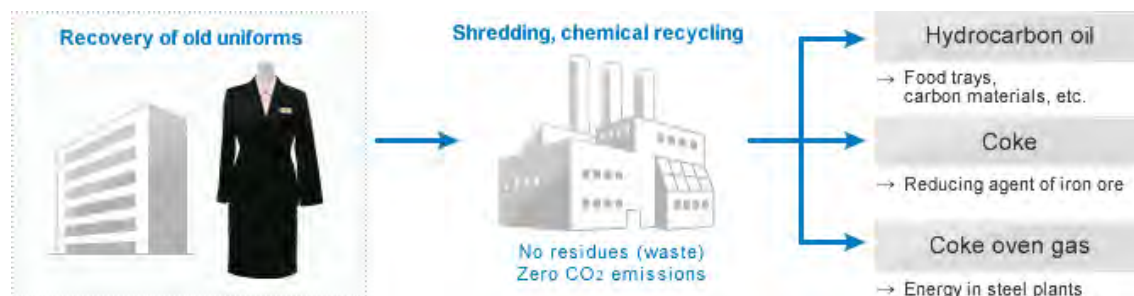 Recovery of old uniforms
Shredding, chemical recycling
No residues (waste)
Zero CO2 emissions
Hydrocarbon oil
→ Food trays,
carbon materials, etc.
Coke
→ Reducing agent of iron ore
Coke oven gas
→ Energy in steel plants